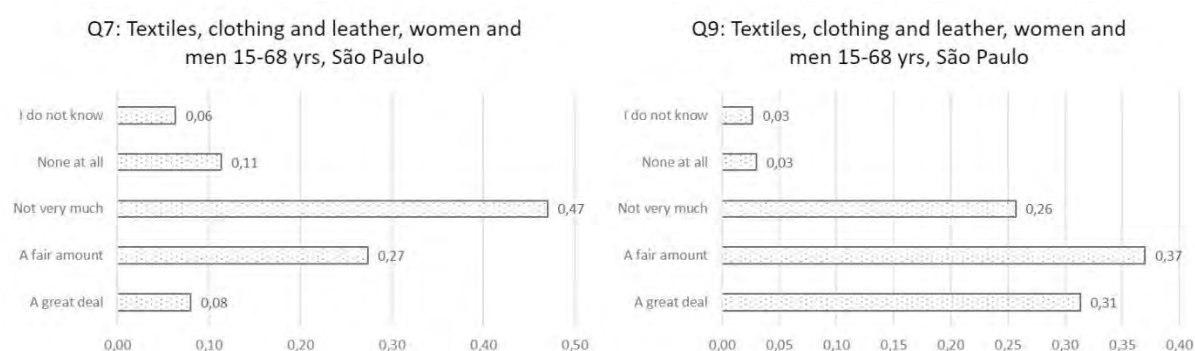 Q7: Textiles, clothing and leather, women and
men 15-68 yrs, São Paulo
I do not know 0,06
None at all 0,11
Not very much 0,47
A fair amount 0,27
A great deal 0,08
0,00 0,10 0,20 0,30 0,40 0,50
Q9: Textiles, clothing and leather, women and
men 15-68 yrs, São Paulo
I do not know 0,03
None at all 0,03
Not very much 0,26
A fair amount 0,37
A great deal 0,31
0,00 0,05 0,10 0,15 0,20 0,25 0,30 0,35 0,40